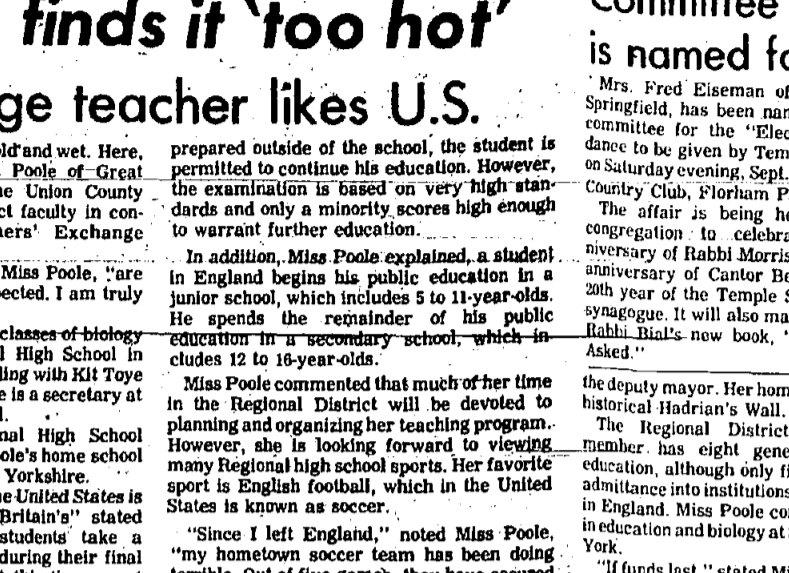 finds it 'too hot'
ge teacher likes U.S.
old and wet. Here,
Poole of Great
he Union County
ct faculty in con-
hers' Exchange
Miss Poole, "are
pected. I am truly
classes of biology
l High School in
ling with Kit Toye
e is a secretary at
l.
nal High School
ole's home school
Yorkshire.
he United States is
Britain's" stated
students take a
during their final
prepared outside of the school, the student is
permitted to continue his education. However,
the examination is based on very high stan-
dards and only a minority scores high enough
to warrant further education.
In addition, Miss Poole explained, a student
in England begins his public education in a
junior school, which includes 5 to 11-year-olds.
He spends the remainder of his public
education in a secondary school, which in-
cludes 12 to 16-year-olds.
Miss Poole commented that much of her time
in the Regional District will be devoted to
planning and organizing her teaching program.
However, she is looking forward to viewing
many Regional high school sports. Her favorite
sport is English football, which in the United
States is known as soccer.
"Since I left England," noted Miss Poole,
"my hometown soccer team has been doing
terrible. Out of five games, they have
Committee
is named fo
Mrs. Fred Eiseman of
Springfield, has been nam
committee for the "Elec
dance to be given by Tem
on Saturday evening, Sept.
Country Club, Florham P
The affair is being he
congregation to celebra
niversary of Rabbi Morris
anniversary of Cantor Be
20th year of the Temple S
synagogue. It will also ma
Rabbi Bial's new book, "
Asked."
the deputy mayor. Her hom
historical Hadrian's Wall.
The Regional District
member has eight gene
education, although only fi
admittance into institutions
in England. Miss Poole co
in education and biology at
York.
"If funds last," stated Mi